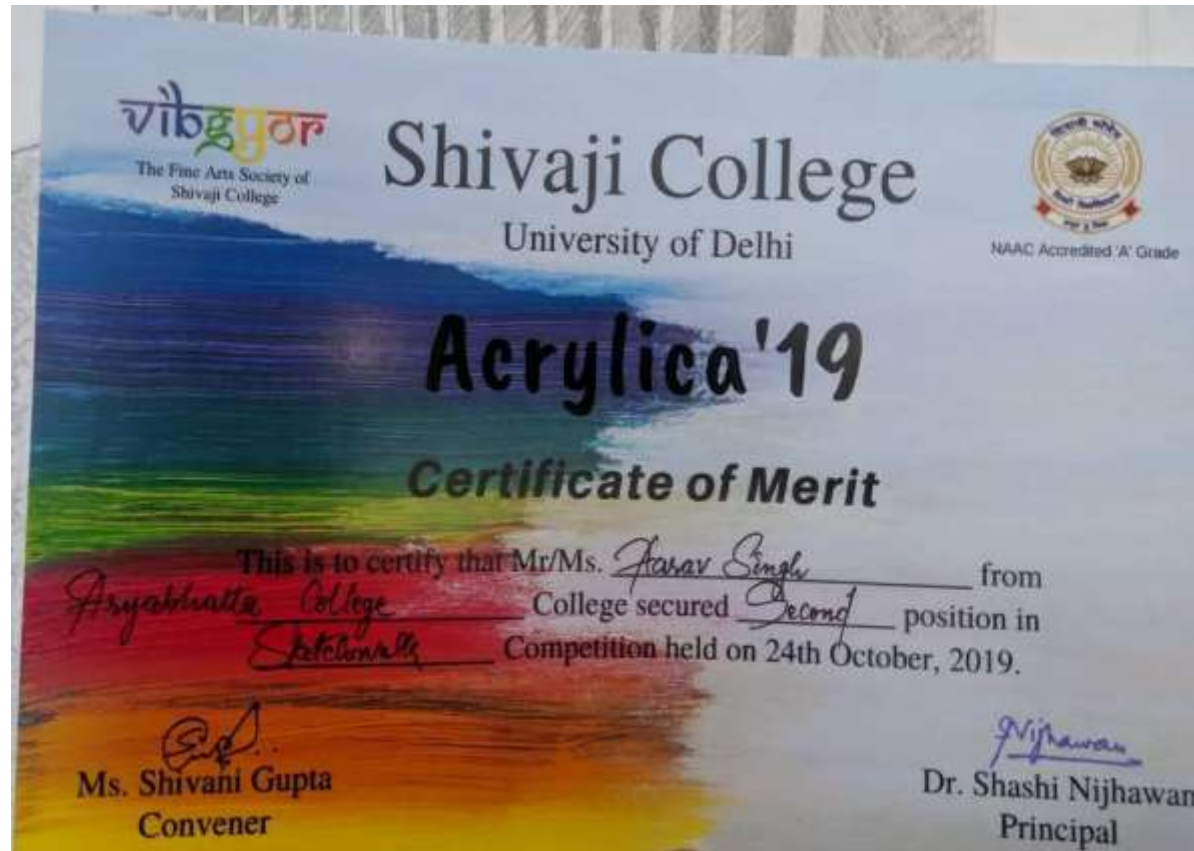 vibgyor
The Fine Arts Society of
Shivaji College
Shivaji College
University of Delhi
NAAC Accredited 'A' Grade
Acrylica'19
Certificate of Merit
This is to certify that Mr/Ms. Aarav Singh from
Aryabhatta College College secured Second position in
Competition held on 24th October, 2019.
Nijhawan
Ms. Shivani Gupta
Convener
Dr. Shashi Nijhawan
Principal